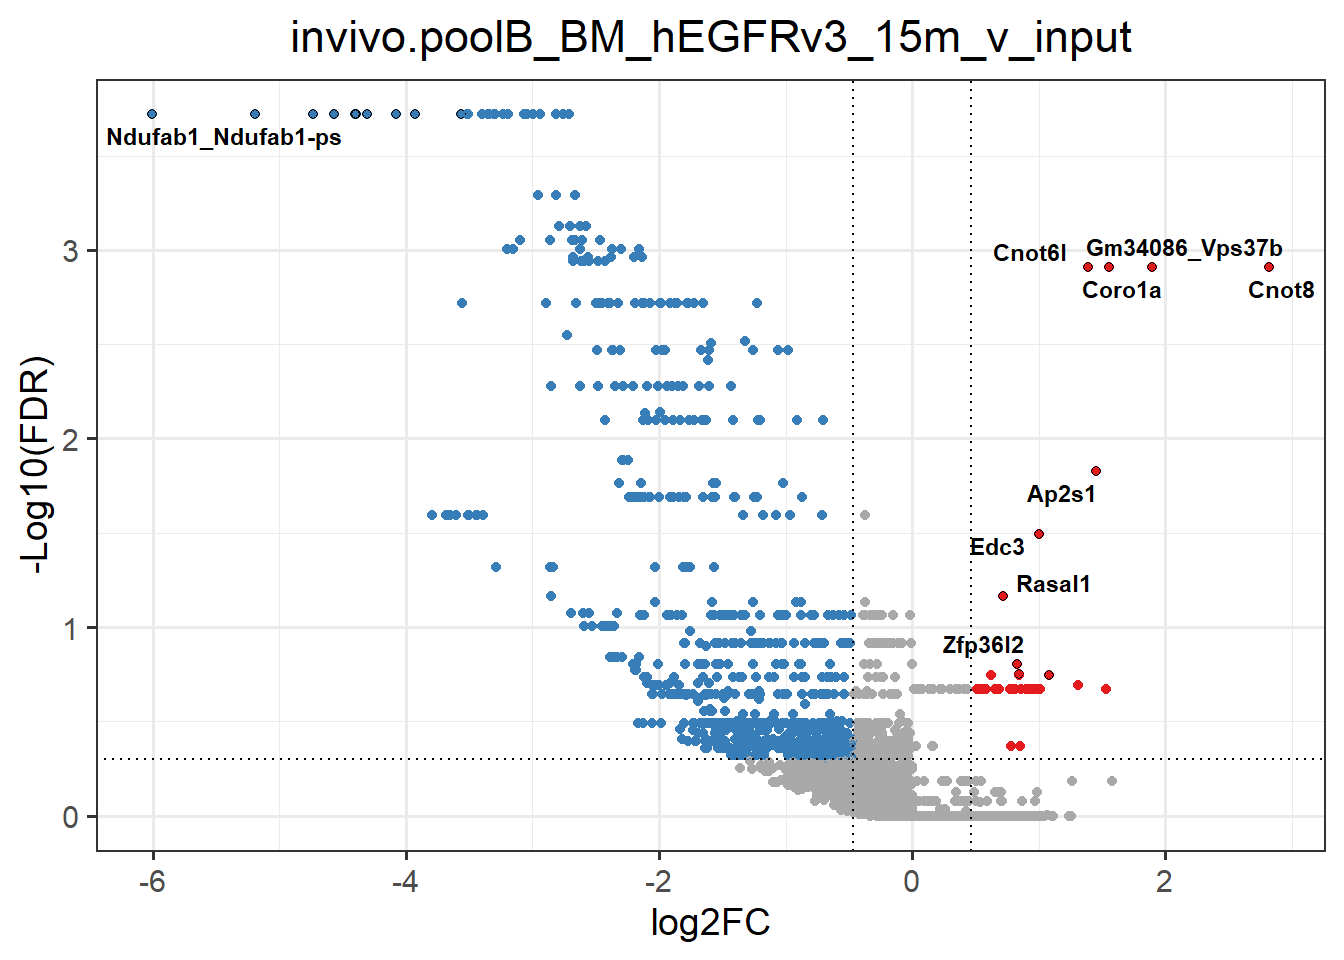 invivo.poolB_BM_hEGFRv3_15m_v_input
Ndufab1_Ndufab1-ps
Cnot6l
Gm34086_Vps37b
Coro1a
Cnot8
Ap2s1
Edc3
Rasal1
Zfp36l2
3
2
1
0
-Log10(FDR)
-6
-4
-2
0
2
log2FC